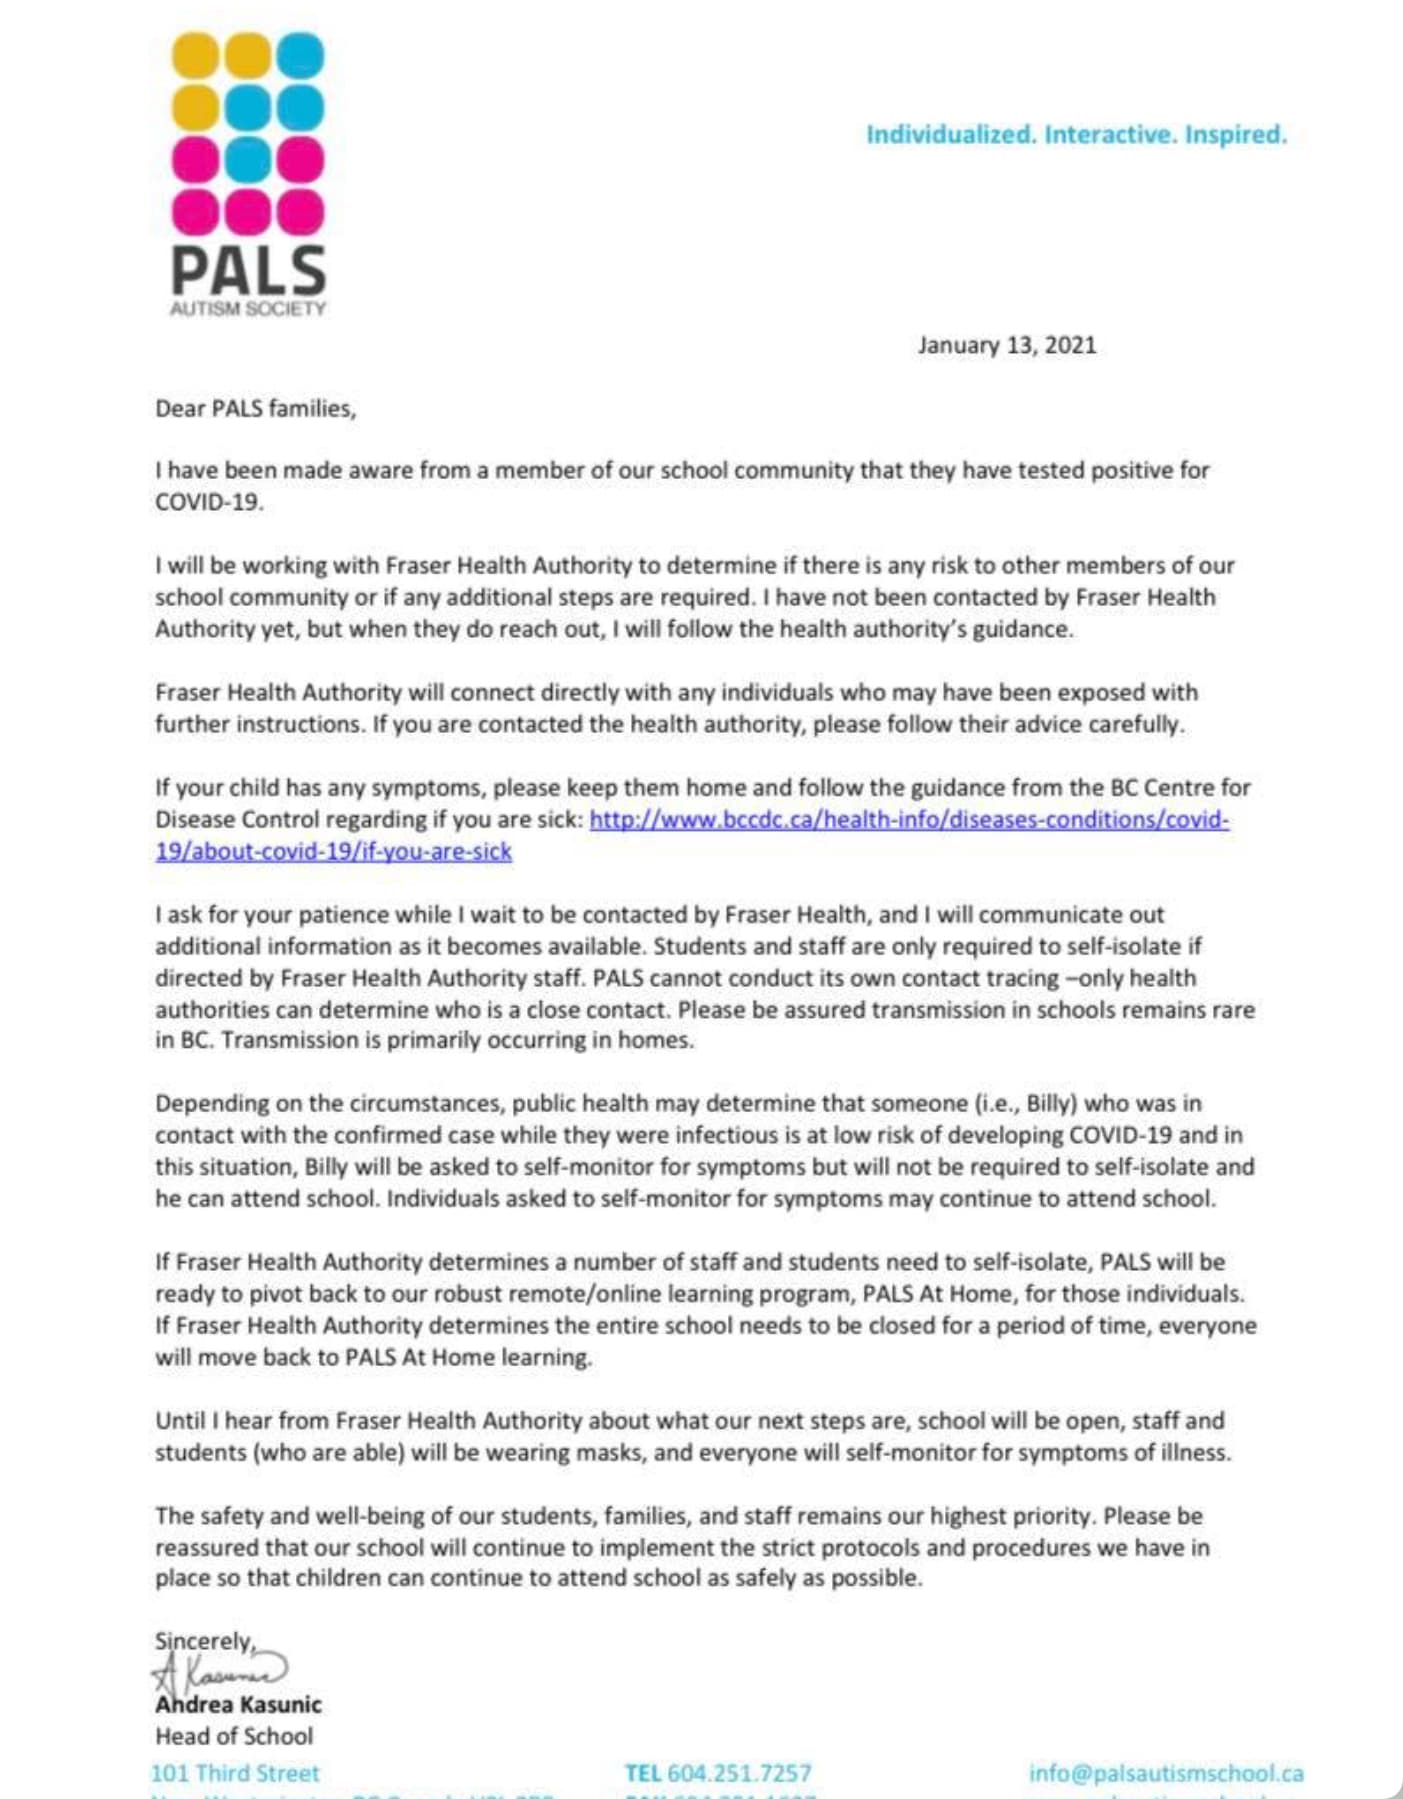 Individualized. Interactive. Inspired.
PALS
AUTISM SOCIETY
January 13, 2021
Dear PALS families,
I have been made aware from a member of our school community that they have tested positive for
COVID-19.
I will be working with Fraser Health Authority to determine if there is any risk to other members of our
school community or if any additional steps are required. I have not been contacted by Fraser Health
Authority yet, but when they do reach out, I will follow the health authority's guidance.
Fraser Health Authority will connect directly with any individuals who may have been exposed with
further instructions. If you are contacted the health authority, please follow their advice carefully.
If your child has any symptoms, please keep them home and follow the guidance from the BC Centre for
Disease Control regarding if you are sick: http://www.bccdc.ca/health-info/diseases-conditions/covid-
19/about-covid-19/if-you-are-sick
I ask for your patience while I wait to be contacted by Fraser Health, and I will communicate out
additional information as it becomes available. Students and staff are only required to self-isolate if
directed by Fraser Health Authority staff. PALS cannot conduct its own contact tracing –only health
authorities can determine who is a close contact. Please be assured transmission in schools remains rare
in BC. Transmission is primarily occurring in homes.
Depending on the circumstances, public health may determine that someone (i.e., Billy) who was in
contact with the confirmed case while they were infectious is at low risk of developing COVID-19 and in
this situation, Billy will be asked to self-monitor for symptoms but will not be required to self-isolate and
he can attend school. Individuals asked to self-monitor for symptoms may continue to attend school.
If Fraser Health Authority determines a number of staff and students need to self-isolate, PALS will be
ready to pivot back to our robust remote/online learning program, PALS At Home, for those individuals.
If Fraser Health Authority determines the entire school needs to be closed for a period of time, everyone
will move back to PALS At Home learning.
Until I hear from Fraser Health Authority about what our next steps are, school will be open, staff and
students (who are able) will be wearing masks, and everyone will self-monitor for symptoms of illness.
The safety and well-being of our students, families, and staff remains our highest priority. Please be
reassured that our school will continue to implement the strict protocols and procedures we have in
place so that children can continue to attend school as safely as possible.
Sincerely,
A Kasunic
Andrea Kasunic
Head of School
101 Third Street TEL 604.251.7257 info@palsautismschool.ca